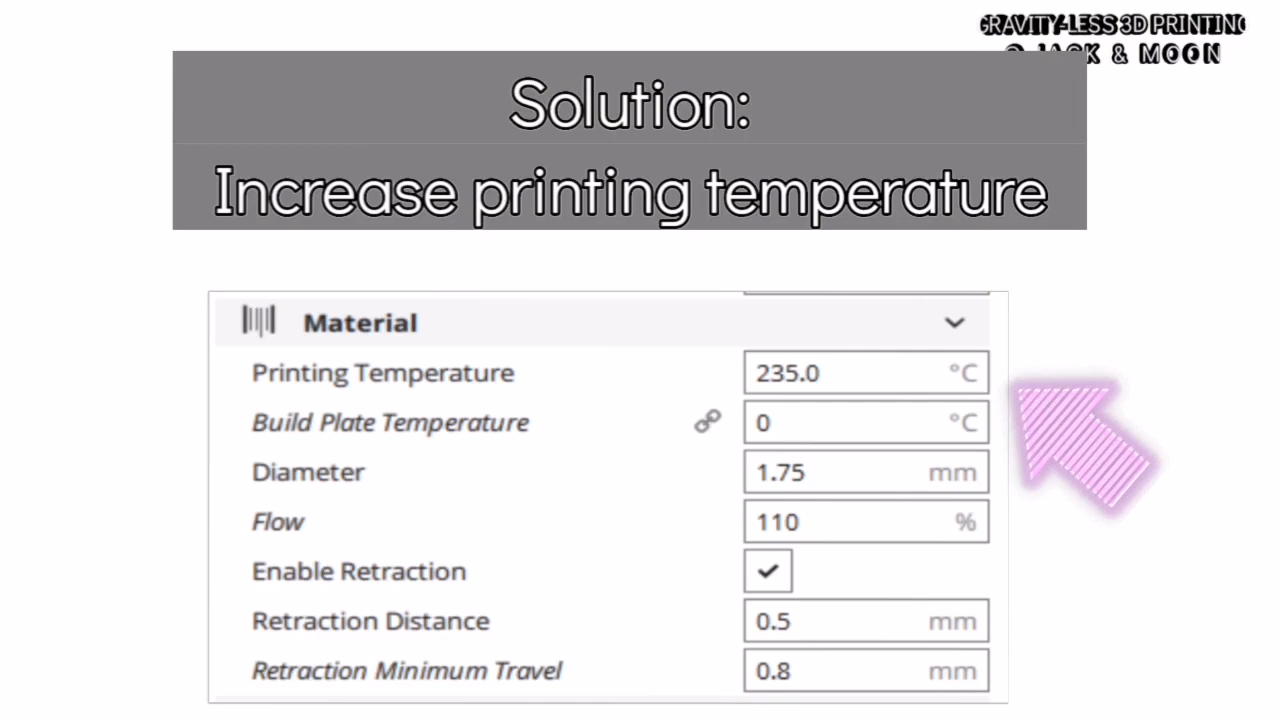 GRAVITY-LESS 3D PRINTING
JACK & MOON
Solution:
Increase printing temperature
Material
Printing Temperature 235.0 °C
Build Plate Temperature 0 °C
Diameter 1.75 mm
Flow 110 %
Enable Retraction
Retraction Distance 0.5 mm
Retraction Minimum Travel 0.8 mm